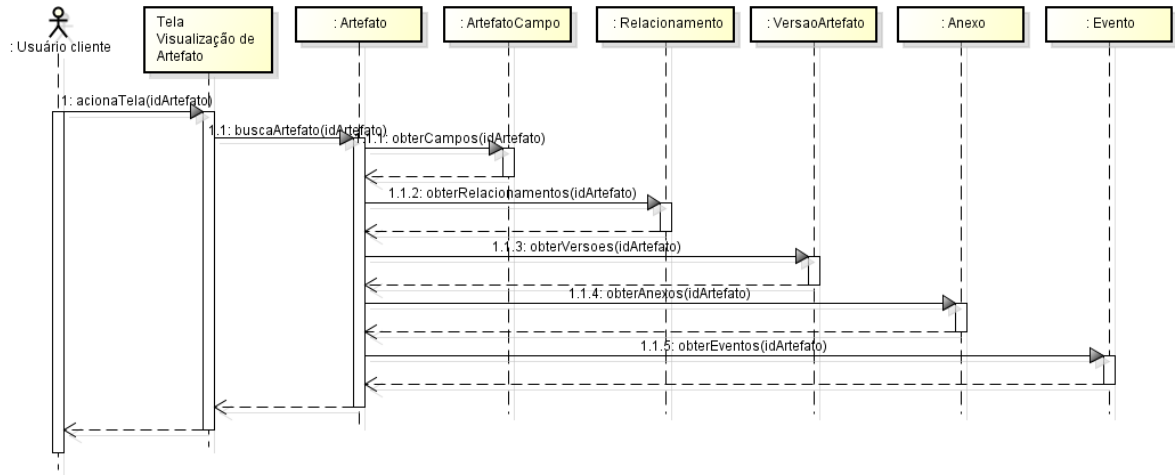 : Usuário cliente
Tela
Visualização de
Artefato
: Artefato
: ArtefatoCampo
: Relacionamento
: VersaoArtefato
: Anexo
: Evento
1: acionaTela(idArtefato)
1.1: buscaArtefato(idArtefato)
1.1.1: obterCampos(idArtefato)
1.1.2: obterRelacionamentos(idArtefato)
1.1.3: obterVersoes(idArtefato)
1.1.4: obterAnexos(idArtefato)
1.1.5: obterEventos(idArtefato)